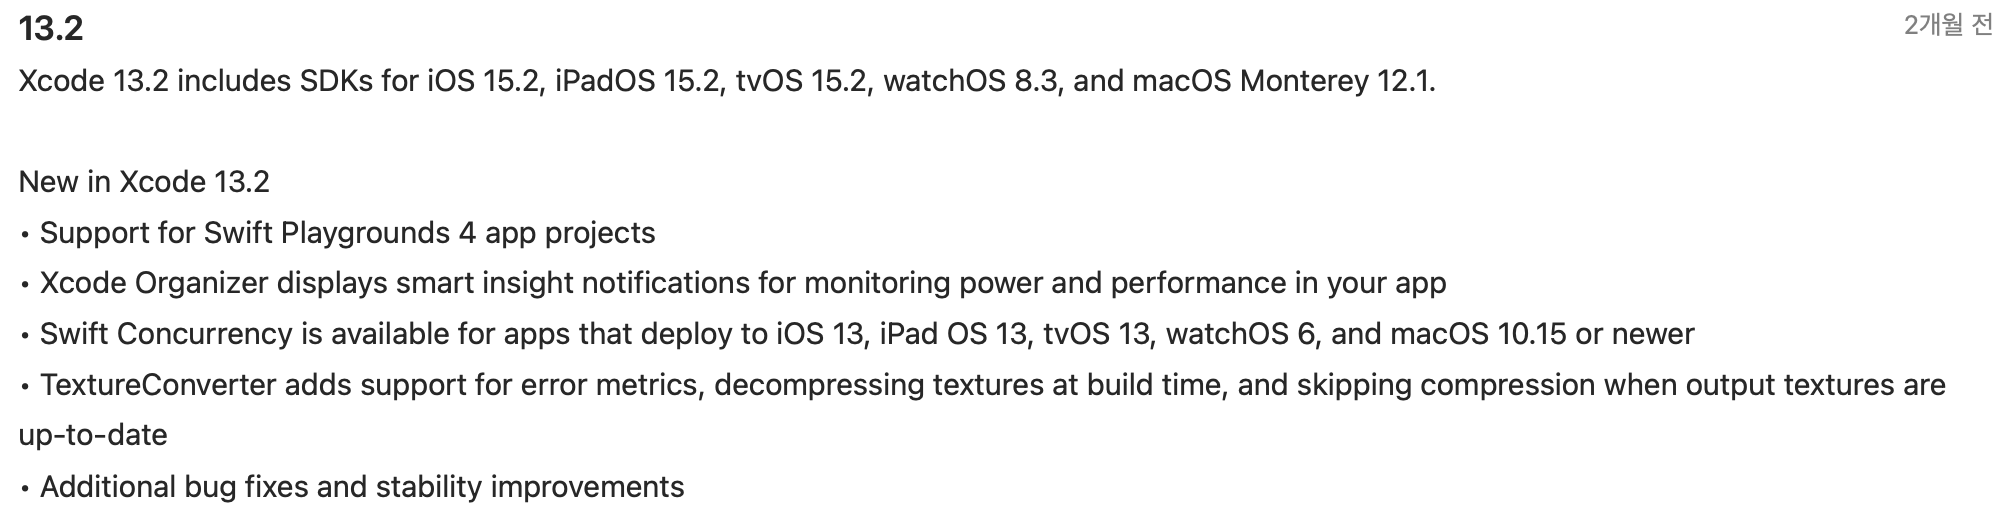 13.2
2개월 전
Xcode 13.2 includes SDKs for iOS 15.2, iPadOS 15.2, tvOS 15.2, watchOS 8.3, and macOS Monterey 12.1.
New in Xcode 13.2
• Support for Swift Playgrounds 4 app projects
• Xcode Organizer displays smart insight notifications for monitoring power and performance in your app
• Swift Concurrency is available for apps that deploy to iOS 13, iPad OS 13, tvOS 13, watchOS 6, and macOS 10.15 or newer
• TextureConverter adds support for error metrics, decompressing textures at build time, and skipping compression when output textures are
up-to-date
• Additional bug fixes and stability improvements